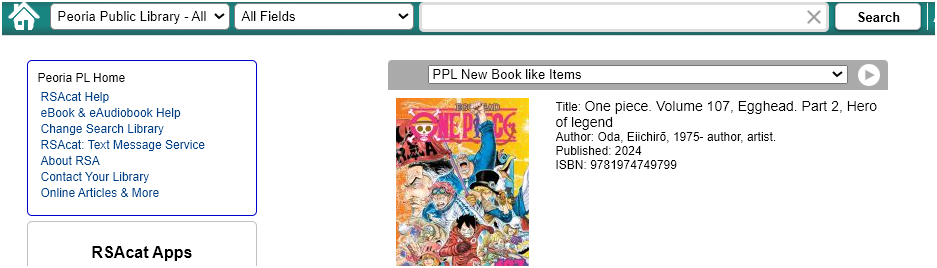 Peoria Public Library - All
All Fields
Search
Peoria PL Home
RSAcat Help
eBook & eAudiobook Help
Change Search Library
RSAcat: Text Message Service
About RSA
Contact Your Library
Online Articles & More
RSAcat Apps
PPL New Book like Items
ONE PIECE
Title: One piece. Volume 107, Egghead. Part 2, Hero
of legend
Author: Oda, Eiichirō, 1975- author, artist.
Published: 2024
ISBN: 9781974749799